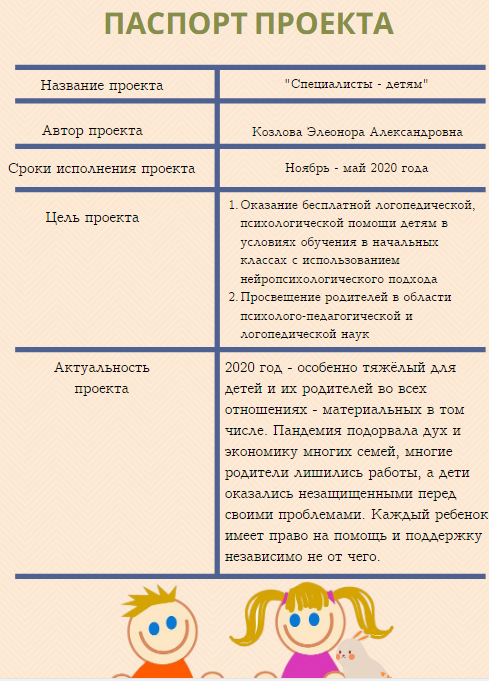 ПАСПОРТ ПРОЕКТА
Название проекта
"Специалисты - детям"
Автор проекта
Козлова Элеонора Александровна
Сроки исполнения проекта
Ноябрь - май 2020 года
Цель проекта
1. Оказание бесплатной логопедической,
психологической помощи детям в
условиях обучения в начальных
классах с использованием
нейропсихологического подхода
2. Просвещение родителей в области
психолого-педагогической и
логопедической наук
Актуальность
проекта
2020 год - особенно тяжёлый для
детей и их родителей во всех
отношениях - материальных в том
числе. Пандемия подорвала дух и
экономику многих семей, многие
родители лишились работы, а дети
оказались незащищенными перед
своими проблемами. Каждый ребенок
имеет право на помощь и поддержку
независимо не от чего.